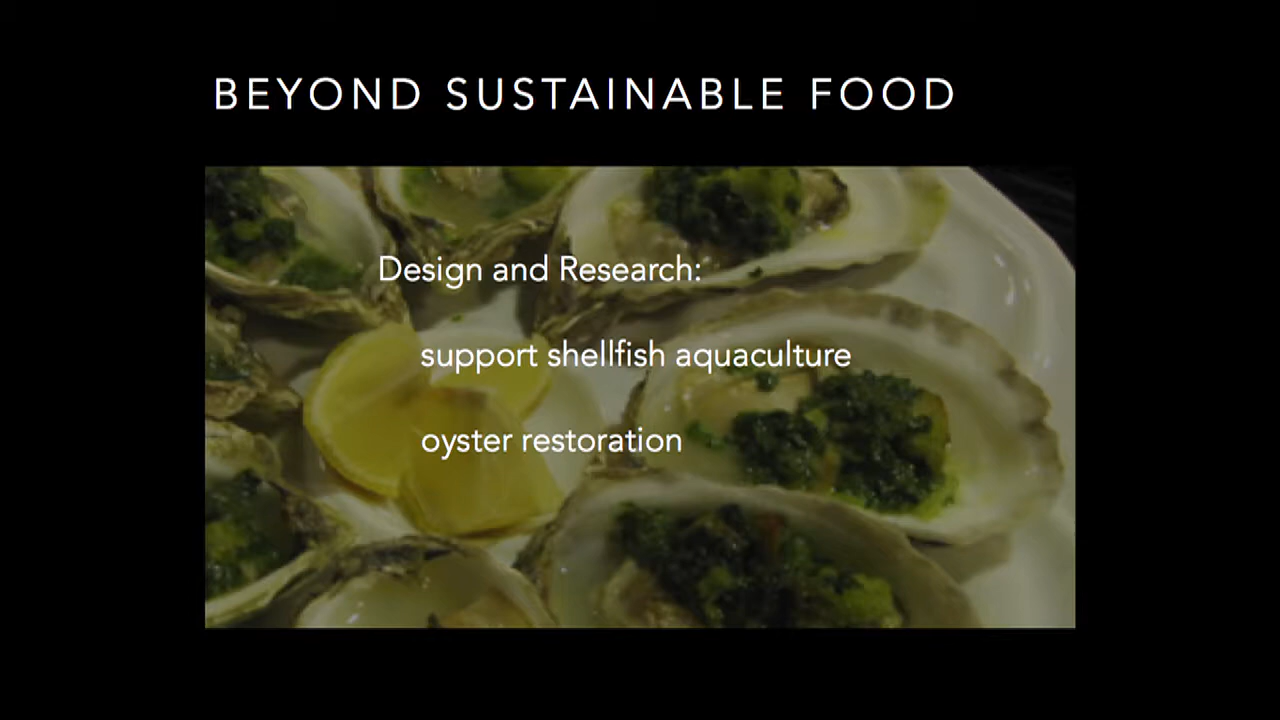 BEYOND SUSTAINABLE FOOD
Design and Research:
support shellfish aquaculture
oyster restoration